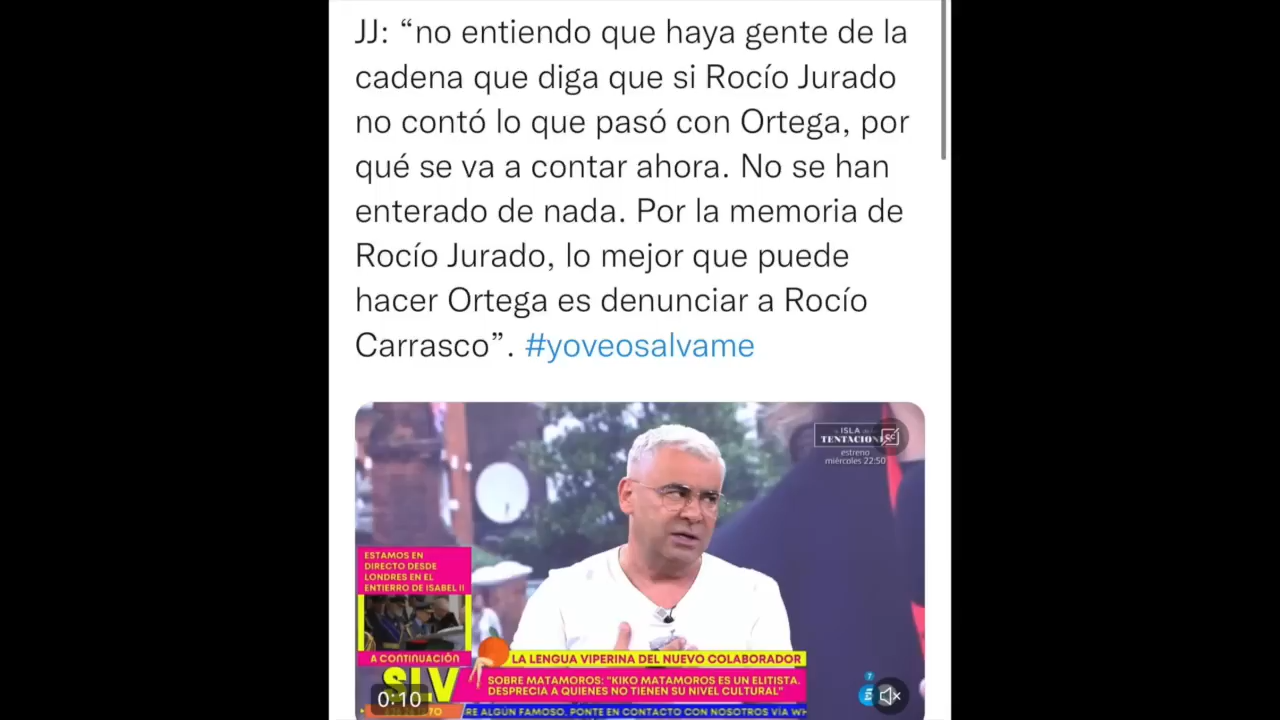 JJ: “no entiendo que haya gente de la
cadena que diga que si Rocío Jurado
no contó lo que pasó con Ortega, por
qué se va a contar ahora. No se han
enterado de nada. Por la memoria de
Rocío Jurado, lo mejor que puede
hacer Ortega es denunciar a Rocío
Carrasco”. #yoveosalvame
ISLA
TENTACIONES
estreno
miércoles 22:50
ESTAMOS EN
DIRECTO DESDE
LONDRES EN EL
ENTIERRO DE ISABEL II
A CONTINUACIÓN
LA LENGUA VIPERINA DEL NUEVO COLABORADOR
SLV
SOBRE MATAMOROS: "KIKO MATAMOROS ES UN ELITISTA.
DESPRECIA A QUIENES NO TIENEN SU NIVEL CULTURAL"
0:10
RE ALGÚN FAMOSO. PONTE EN CONTACTO CON NOSOTROS VÍA WH